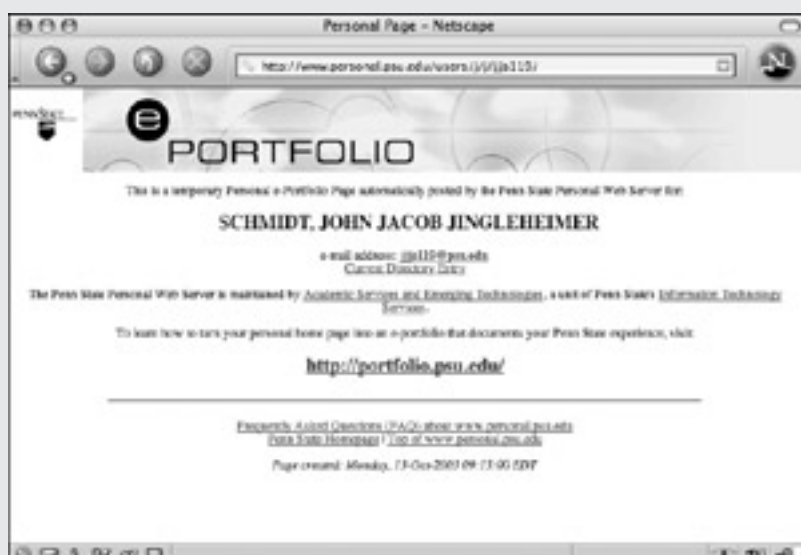 Personal Page - Netscape
http://www.personal.psu.edu/users/j/j/jja110/
PENNSTATE
e
PORTFOLIO
This is a temporary Personal e-Portfolio Page automatically posted by the Penn State Personal Web Server for:
SCHMIDT, JOHN JACOB JINGLEHEIMER
e-mail address: jja110@psu.edu
Current Directory Entry
The Penn State Personal Web Server is maintained by Academic Services and Emerging Technologies, a unit of Penn State's Information Technology
Services.
To learn how to turn your personal home page into an e-portfolio that documents your Penn State experience, visit:
http://portfolio.psu.edu/
Frequently Asked Questions (FAQ) about www.personal.psu.edu
Penn State Homepage | Top of www.personal.psu.edu
Page created: Monday, 13-Oct-2003 09:13:00 EDT